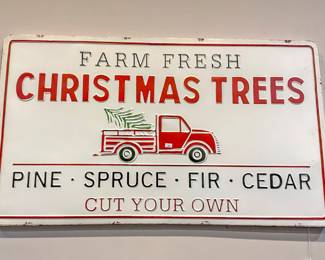 FARM FRESH
CHRISTMAS TREES
PINE · SPRUCE · FIR · CEDAR
CUT YOUR OWN